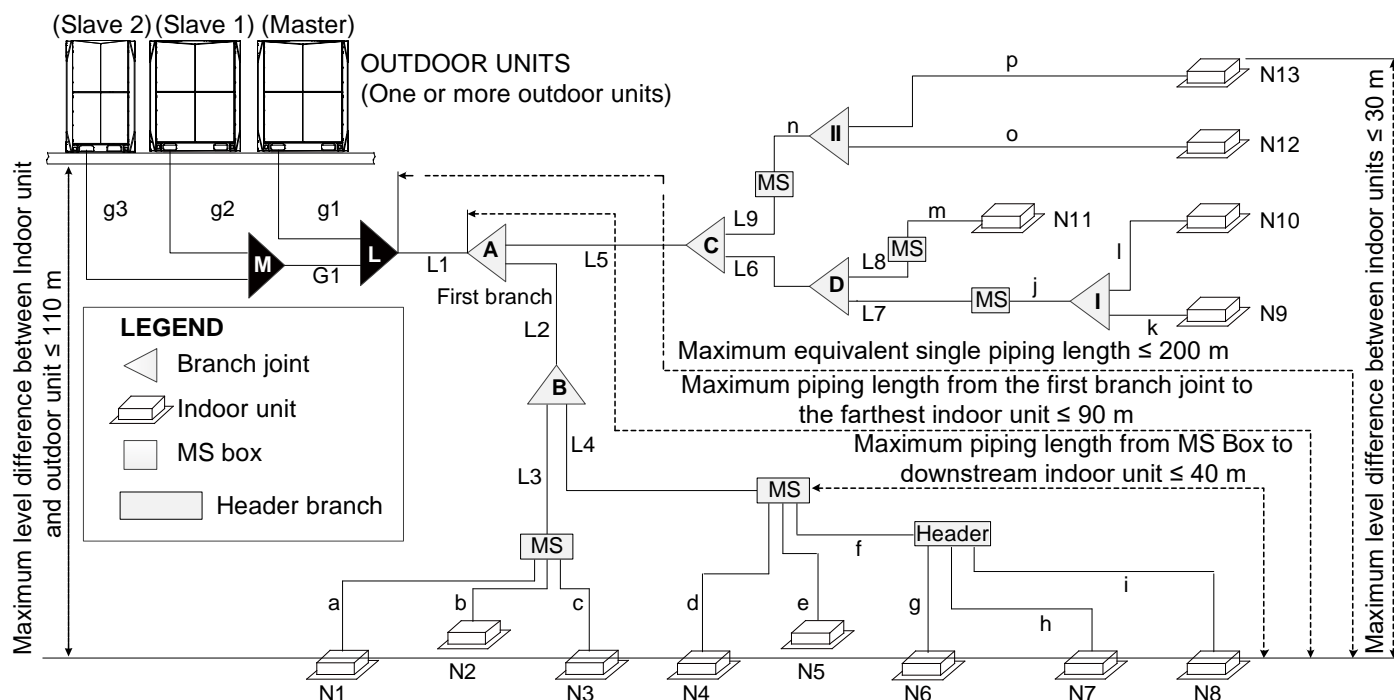 (Slave 2) (Slave 1) (Master)
OUTDOOR UNITS
(One or more outdoor units)
g3
g2
g1
M
G1
L
L1
A
First branch
L2
L5
B
L3
L4
C
L9
L6
MS
n
II
p
N13
o
N12
D
L8
MS
m
N11
L7
MS
j
I
l
N10
k
N9
LEGEND
Branch joint
Indoor unit
MS box
Header branch
Maximum equivalent single piping length ≤ 200 m
Maximum piping length from the first branch joint to
the farthest indoor unit ≤ 90 m
Maximum piping length from MS Box to
downstream indoor unit ≤ 40 m
MS
a
b
c
N1
N2
N3
MS
d
e
f
Header
g
h
i
N4
N5
N6
N7
N8
Maximum level difference between Indoor unit
and outdoor unit ≤ 110 m
Maximum level difference between indoor units ≤ 30 m